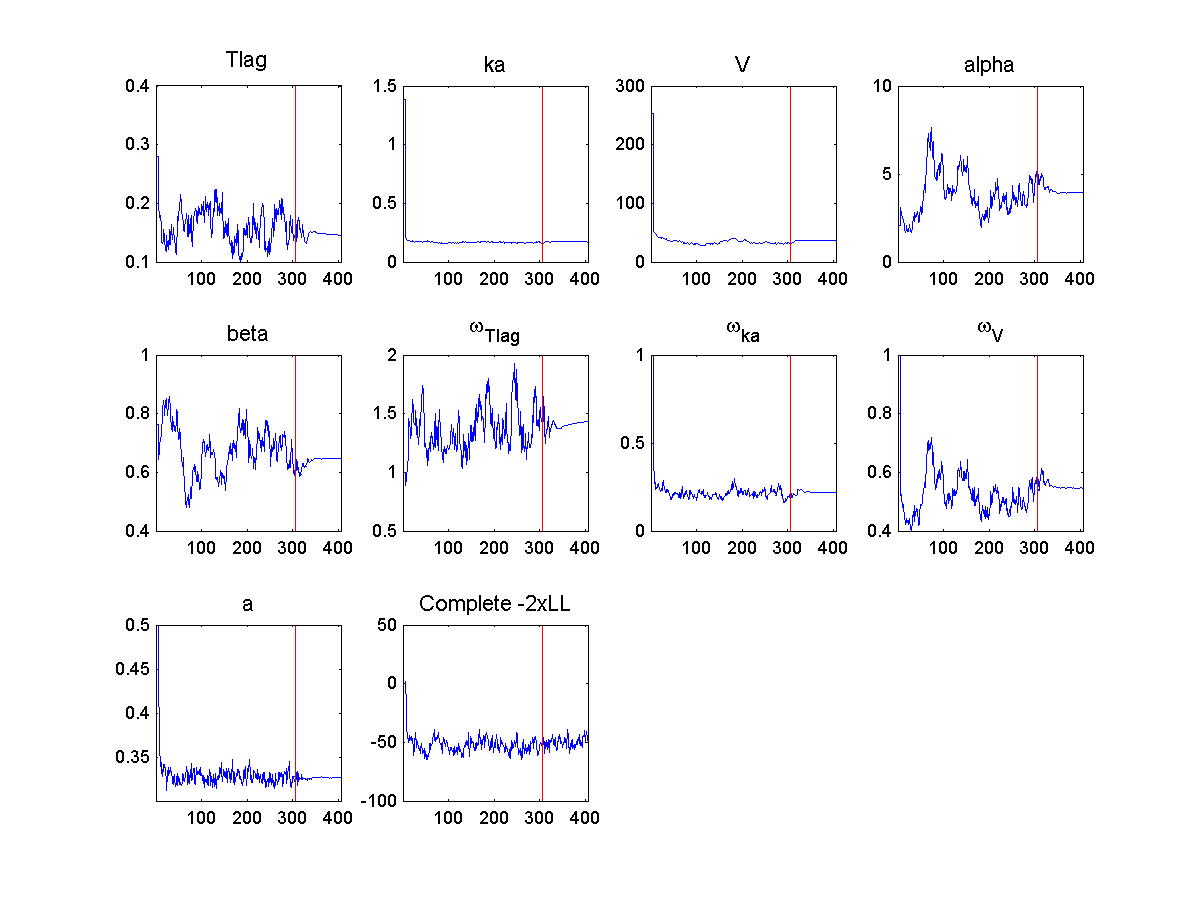 Tlag ka V alpha
0.4 1.5 300 10
0.3 1 200 5
0.2 0.5 100
0.1 0 0 0
100 200 300 400 100 200 300 400 100 200 300 400 100 200 300 400
beta ωTlag ωka ωV
1 2 1 1
0.8 1.5 0.5 0.8
0.6 1 0.6
0.4 0.5 0 0.4
100 200 300 400 100 200 300 400 100 200 300 400 100 200 300 400
a Complete -2xLL
0.5 50
0.45 0
0.4 -50
0.35 -100
100 200 300 400 100 200 300 400